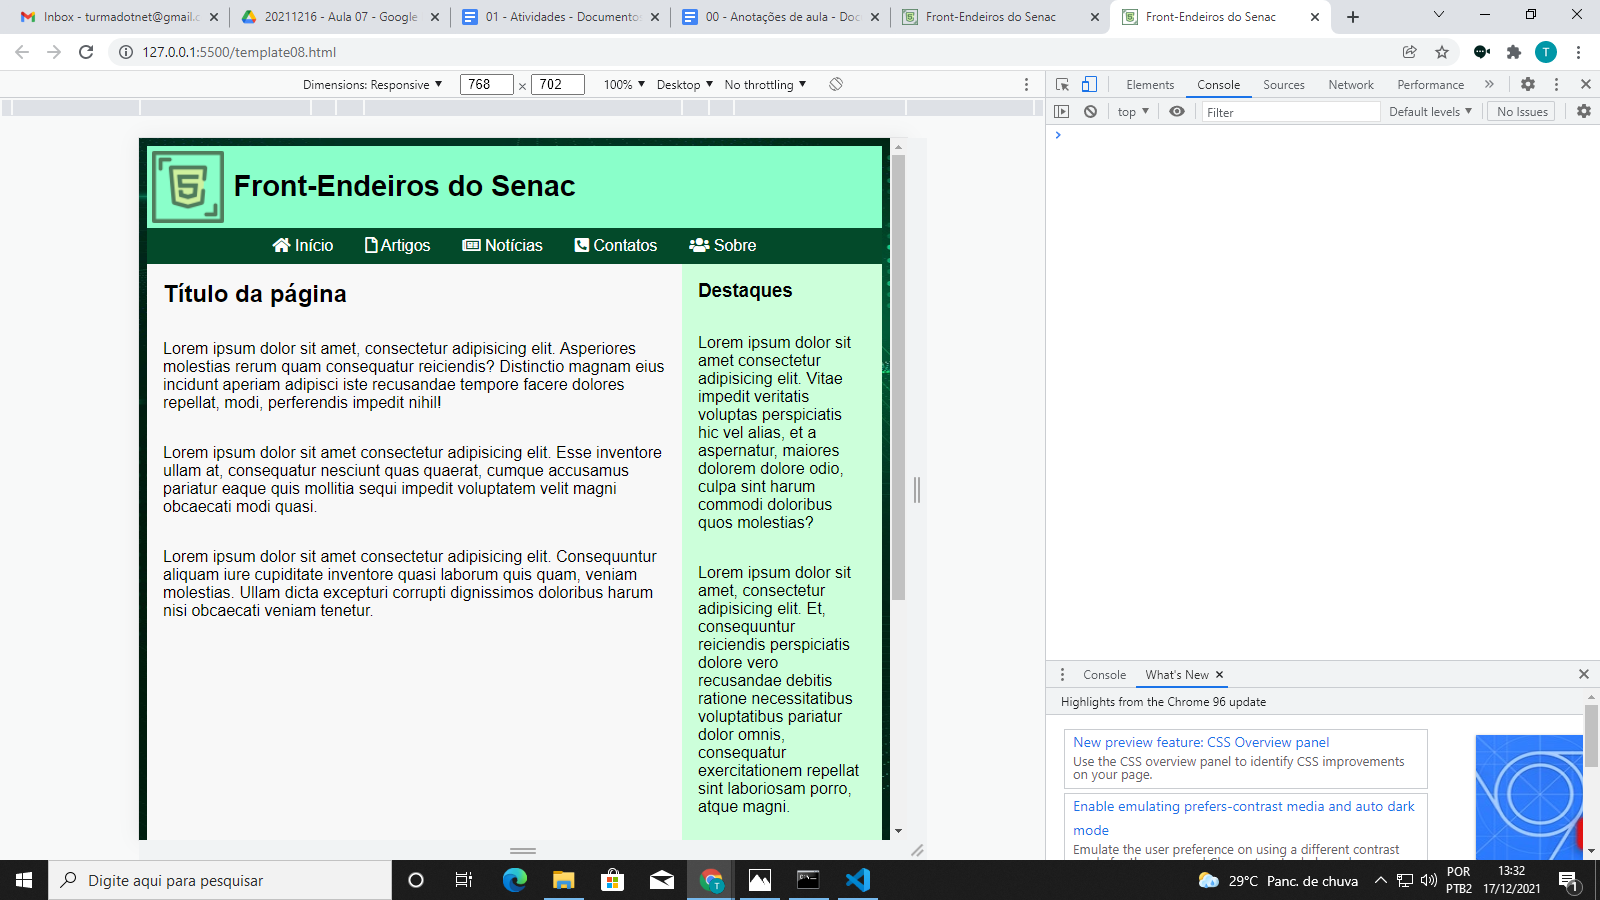 Inbox - turmadotnet@gmail.c
20211216 - Aula 07 - Google
01 - Atividades - Documento
00 - Anotações de aula - Doc
Front-Endeiros do Senac
Front-Endeiros do Senac
127.0.0.1:5500/template08.html
T
Dimensions: Responsive
768
×
702
100%
Desktop
No throttling
Elements
Console
Sources
Network
Performance
top
Filter
Default levels
No Issues
Front-Endeiros do Senac
Início
Artigos
Notícias
Contatos
Sobre
Título da página
Lorem ipsum dolor sit amet, consectetur adipisicing elit. Asperiores
molestias rerum quam consequatur reiciendis? Distinctio magnam eius
incidunt aperiam adipisci iste recusandae tempore facere dolores
repellat, modi, perferendis impedit nihil!
Lorem ipsum dolor sit amet consectetur adipisicing elit. Esse inventore
ullam at, consequatur nesciunt quas quaerat, cumque accusamus
pariatur eaque quis mollitia sequi impedit voluptatem velit magni
obcaecati modi quasi.
Lorem ipsum dolor sit amet consectetur adipisicing elit. Consequuntur
aliquam iure cupiditate inventore quasi laborum quis quam, veniam
molestias. Ullam dicta excepturi corrupti dignissimos doloribus harum
nisi obcaecati veniam tenetur.
Destaques
Lorem ipsum dolor sit
amet consectetur
adipisicing elit. Vitae
impedit veritatis
voluptas perspiciatis
hic vel alias, et a
aspernatur, maiores
dolorem dolore odio,
culpa sint harum
commodi doloribus
quos molestias?
Lorem ipsum dolor sit
amet, consectetur
adipisicing elit. Et,
consequuntur
reiciendis perspiciatis
dolore vero
recusandae debitis
ratione necessitatibus
voluptatibus pariatur
dolor omnis,
consequatur
exercitationem repellat
sint laboriosam porro,
atque magni.
Console
What's New
Highlights from the Chrome 96 update
New preview feature: CSS Overview panel
Use the CSS overview panel to identify CSS improvements
on your page.
Enable emulating prefers-contrast media and auto dark
mode
Emulate the user preference on using a different contrast
Digite aqui para pesquisar
29°C Panc. de chuva
POR
PTB2
13:32
17/12/2021
1